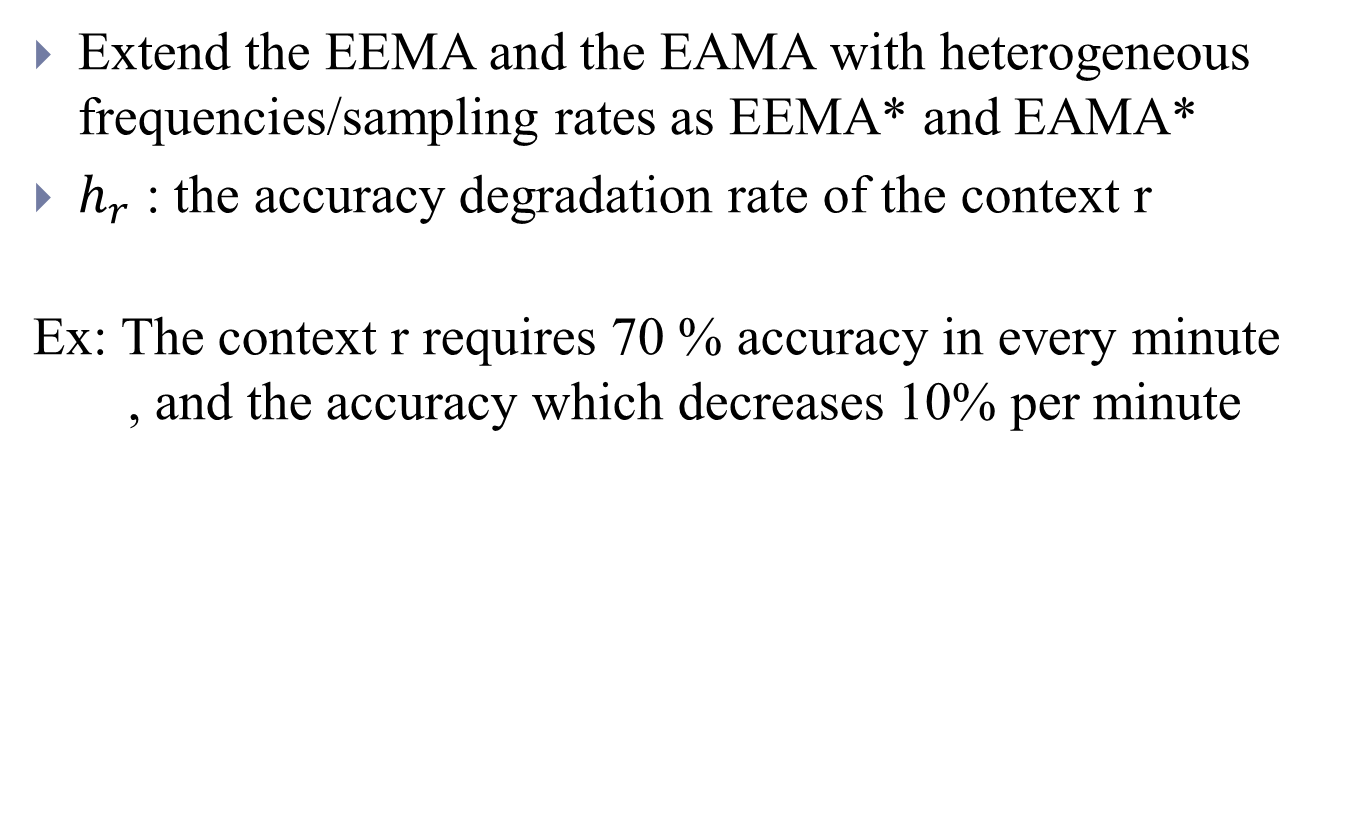 Extend the EEMA and the EAMA with heterogeneous
frequencies/sampling rates as EEMA* and EAMA*
ℎ𝑟 : the accuracy degradation rate of the context r
Ex: The context r requires 70 % accuracy in every minute
, and the accuracy which decreases 10% per minute